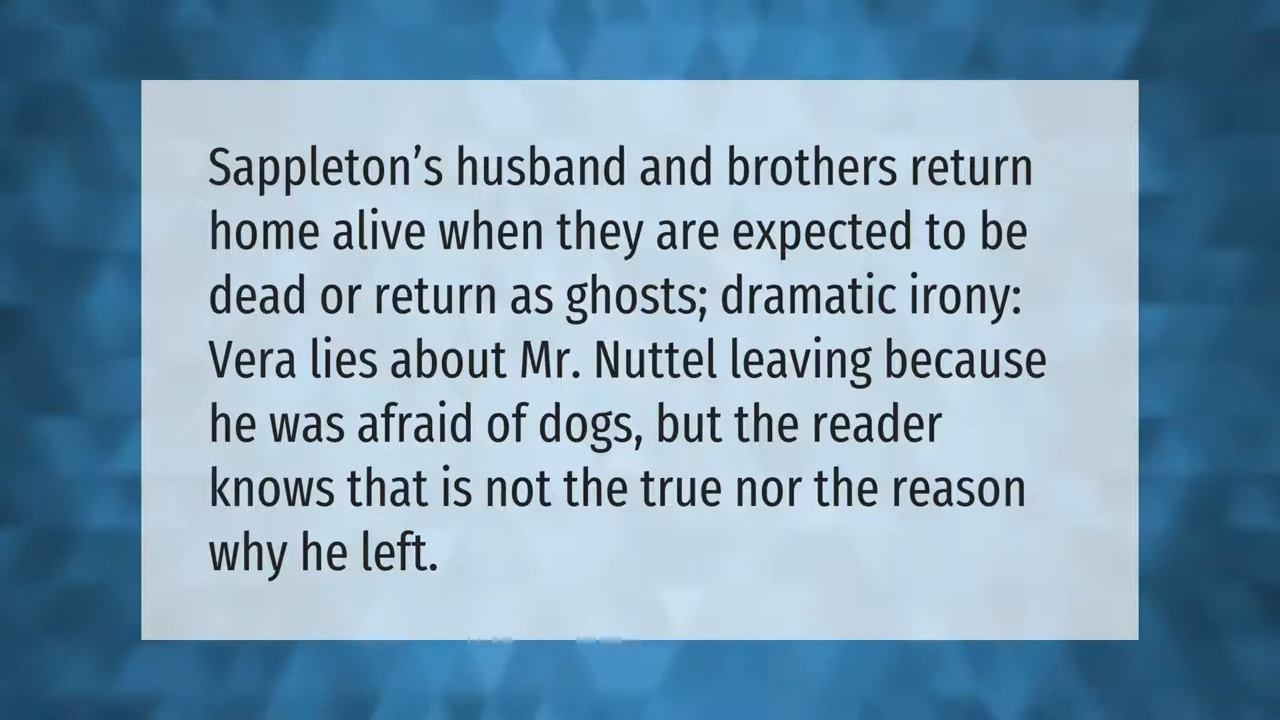 Sappleton’s husband and brothers return
home alive when they are expected to be
dead or return as ghosts; dramatic irony:
Vera lies about Mr. Nuttel leaving because
he was afraid of dogs, but the reader
knows that is not the true nor the reason
why he left.